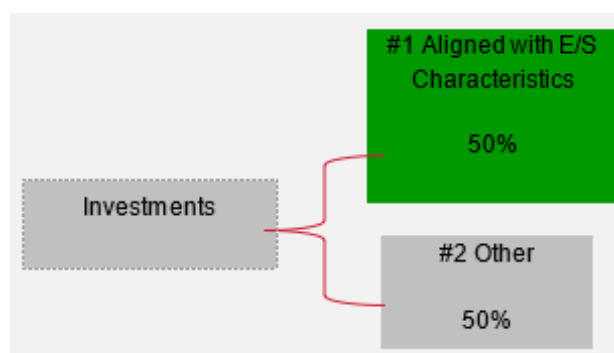 #1 Aligned with E/S
Characteristics
50%
Investments
#2 Other
50%